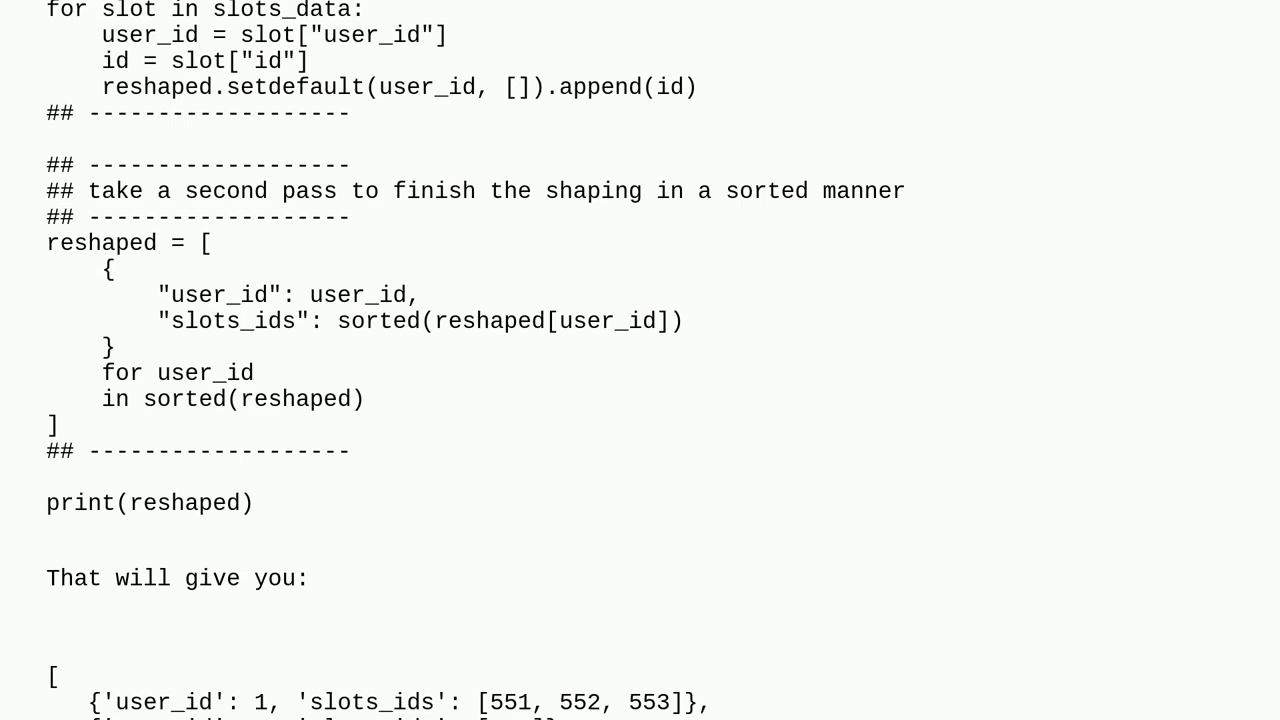 for slot in slots_data:
    user_id = slot["user_id"]
    id = slot["id"]
    reshaped.setdefault(user_id, []).append(id)
## -------------------

## -------------------
## take a second pass to finish the shaping in a sorted manner
## -------------------
reshaped = [
    {
        "user_id": user_id,
        "slots_ids": sorted(reshaped[user_id])
    }
    for user_id
    in sorted(reshaped)
]
## -------------------

print(reshaped)

That will give you:

[
   {'user_id': 1, 'slots_ids': [551, 552, 553]},